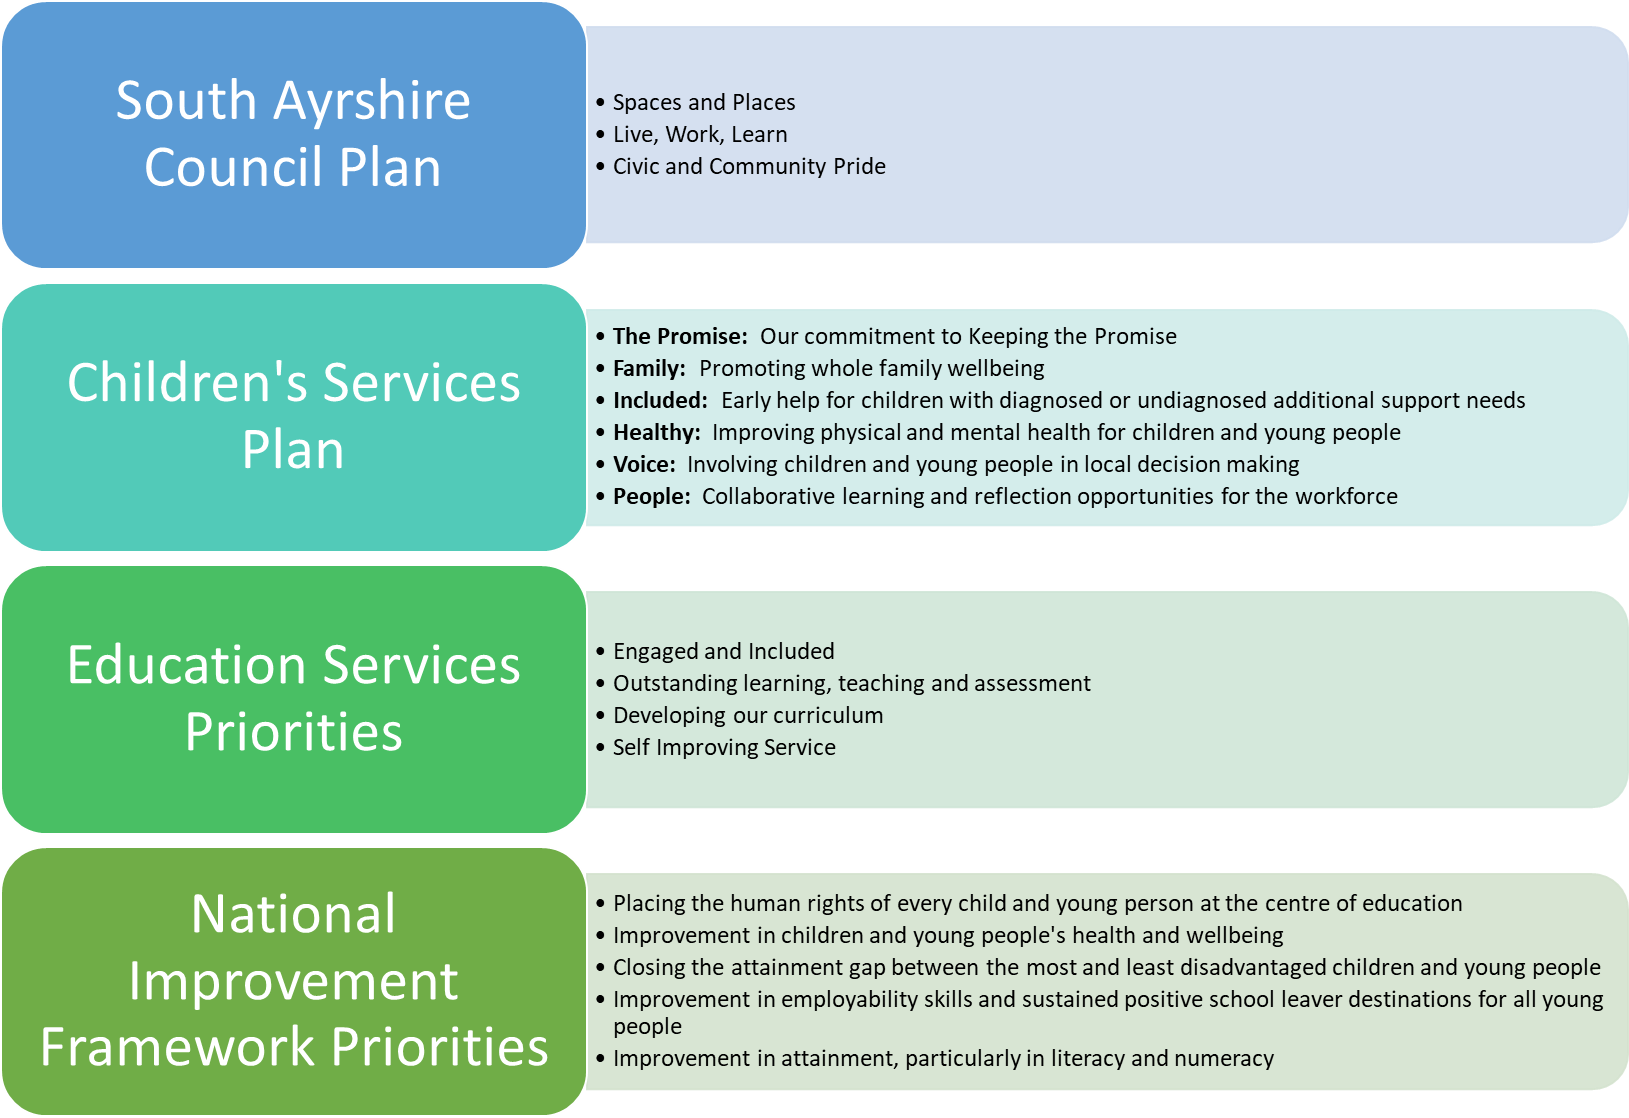 South Ayrshire
Council Plan
• Spaces and Places
• Live, Work, Learn
• Civic and Community Pride
Children's Services
Plan
• The Promise: Our commitment to Keeping the Promise
• Family: Promoting whole family wellbeing
• Included: Early help for children with diagnosed or undiagnosed additional support needs
• Healthy: Improving physical and mental health for children and young people
• Voice: Involving children and young people in local decision making
• People: Collaborative learning and reflection opportunities for the workforce
Education Services
Priorities
• Engaged and Included
• Outstanding learning, teaching and assessment
• Developing our curriculum
• Self Improving Service
National
Improvement
Framework Priorities
• Placing the human rights of every child and young person at the centre of education
• Improvement in children and young people's health and wellbeing
• Closing the attainment gap between the most and least disadvantaged children and young people
• Improvement in employability skills and sustained positive school leaver destinations for all young
people
• Improvement in attainment, particularly in literacy and numeracy